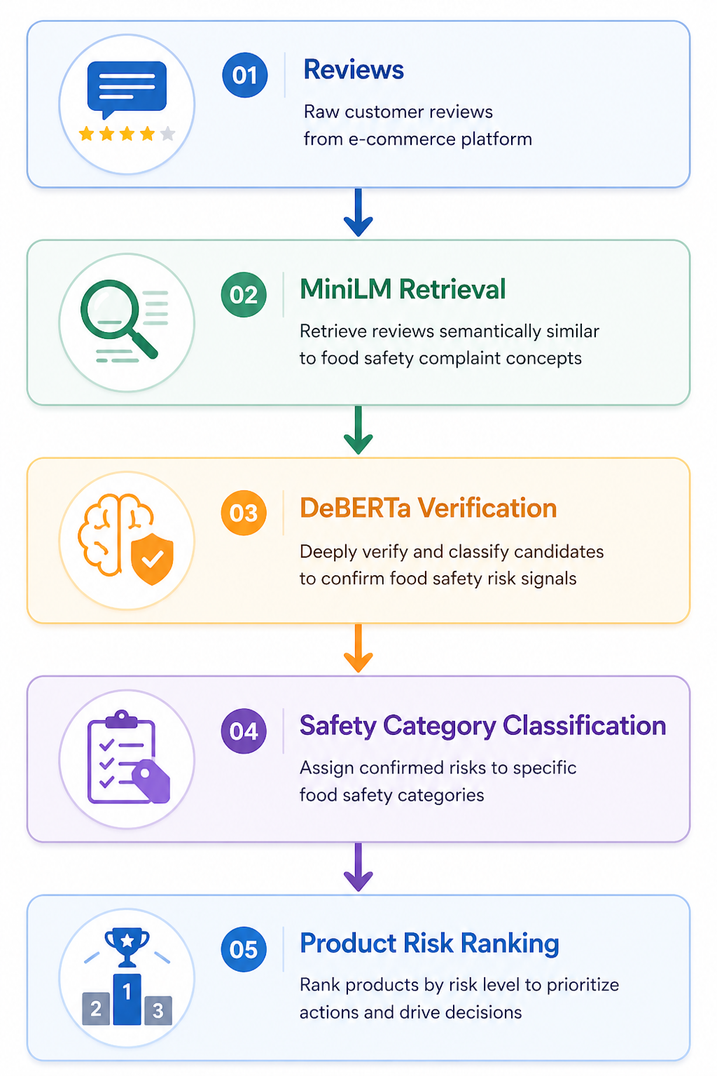 01
Reviews
Raw customer reviews
from e-commerce platform
02
MiniLM Retrieval
Retrieve reviews semantically similar
to food safety complaint concepts
03
DeBERTa Verification
Deeply verify and classify candidates
to confirm food safety risk signals
04
Safety Category Classification
Assign confirmed risks to specific
food safety categories
2
1
3
05
Product Risk Ranking
Rank products by risk level to prioritize
actions and drive decisions